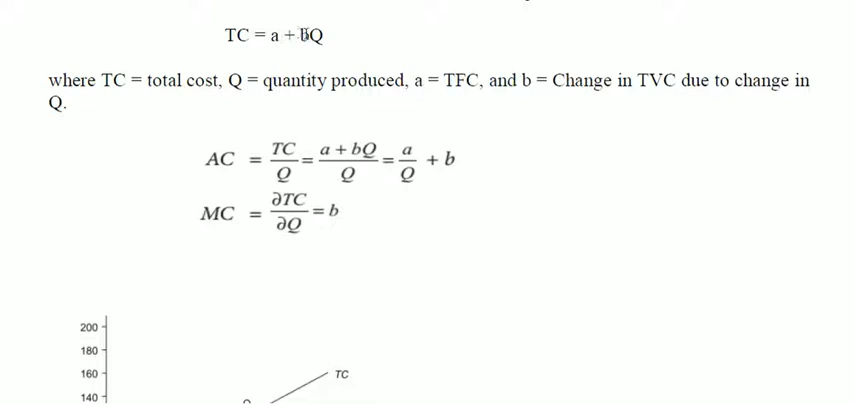 TC = a + bQ
where TC = total cost, Q = quantity produced, a = TFC, and b = Change in TVC due to change in
Q.
AC = TC/Q = a + bQ/Q = a/Q + b
MC = ∂TC/∂Q = b
200
180
160
TC
140